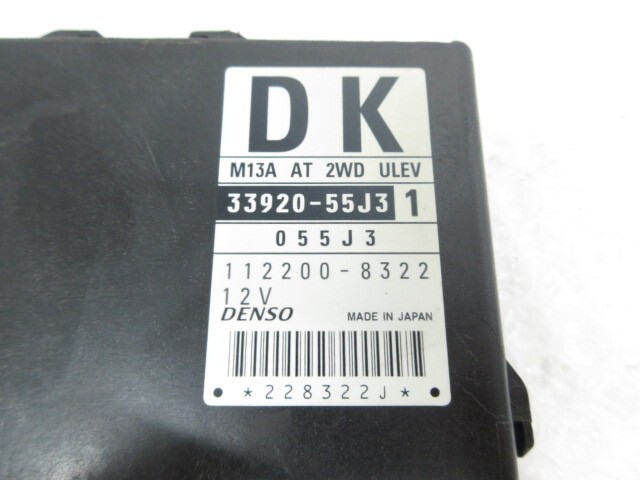 DK
M13A AT 2WD ULEV
33920-55J3 1
055J3
112200-8322
12V
DENSO MADE IN JAPAN
*228322J*